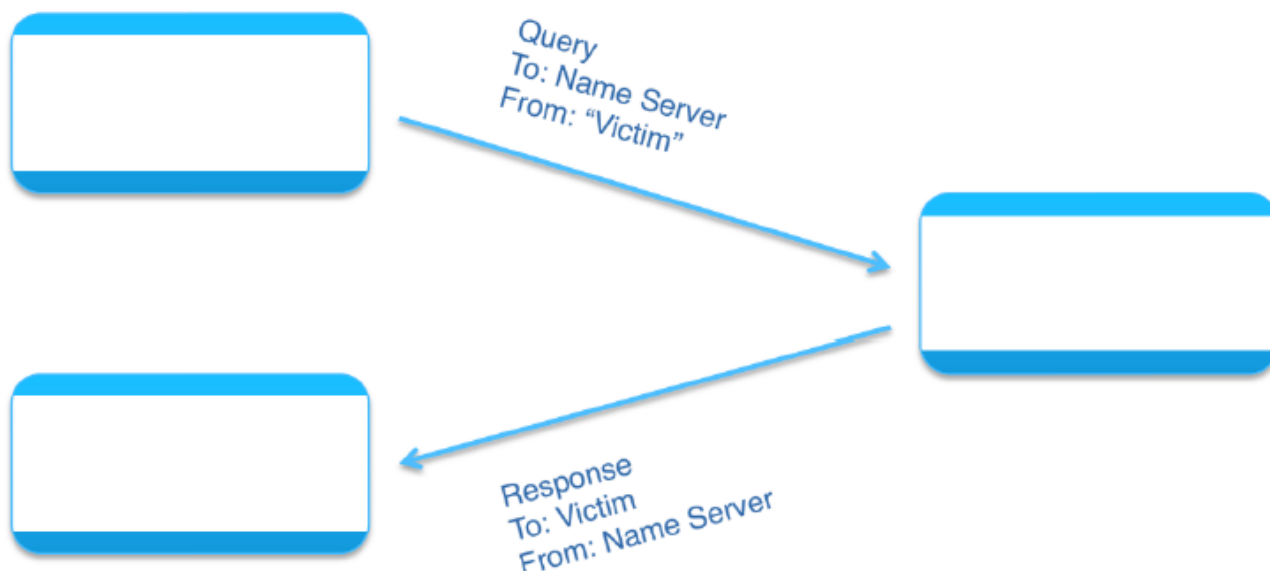 Query
To: Name Server
From: “Victim”
Response
To: Victim
From: Name Server